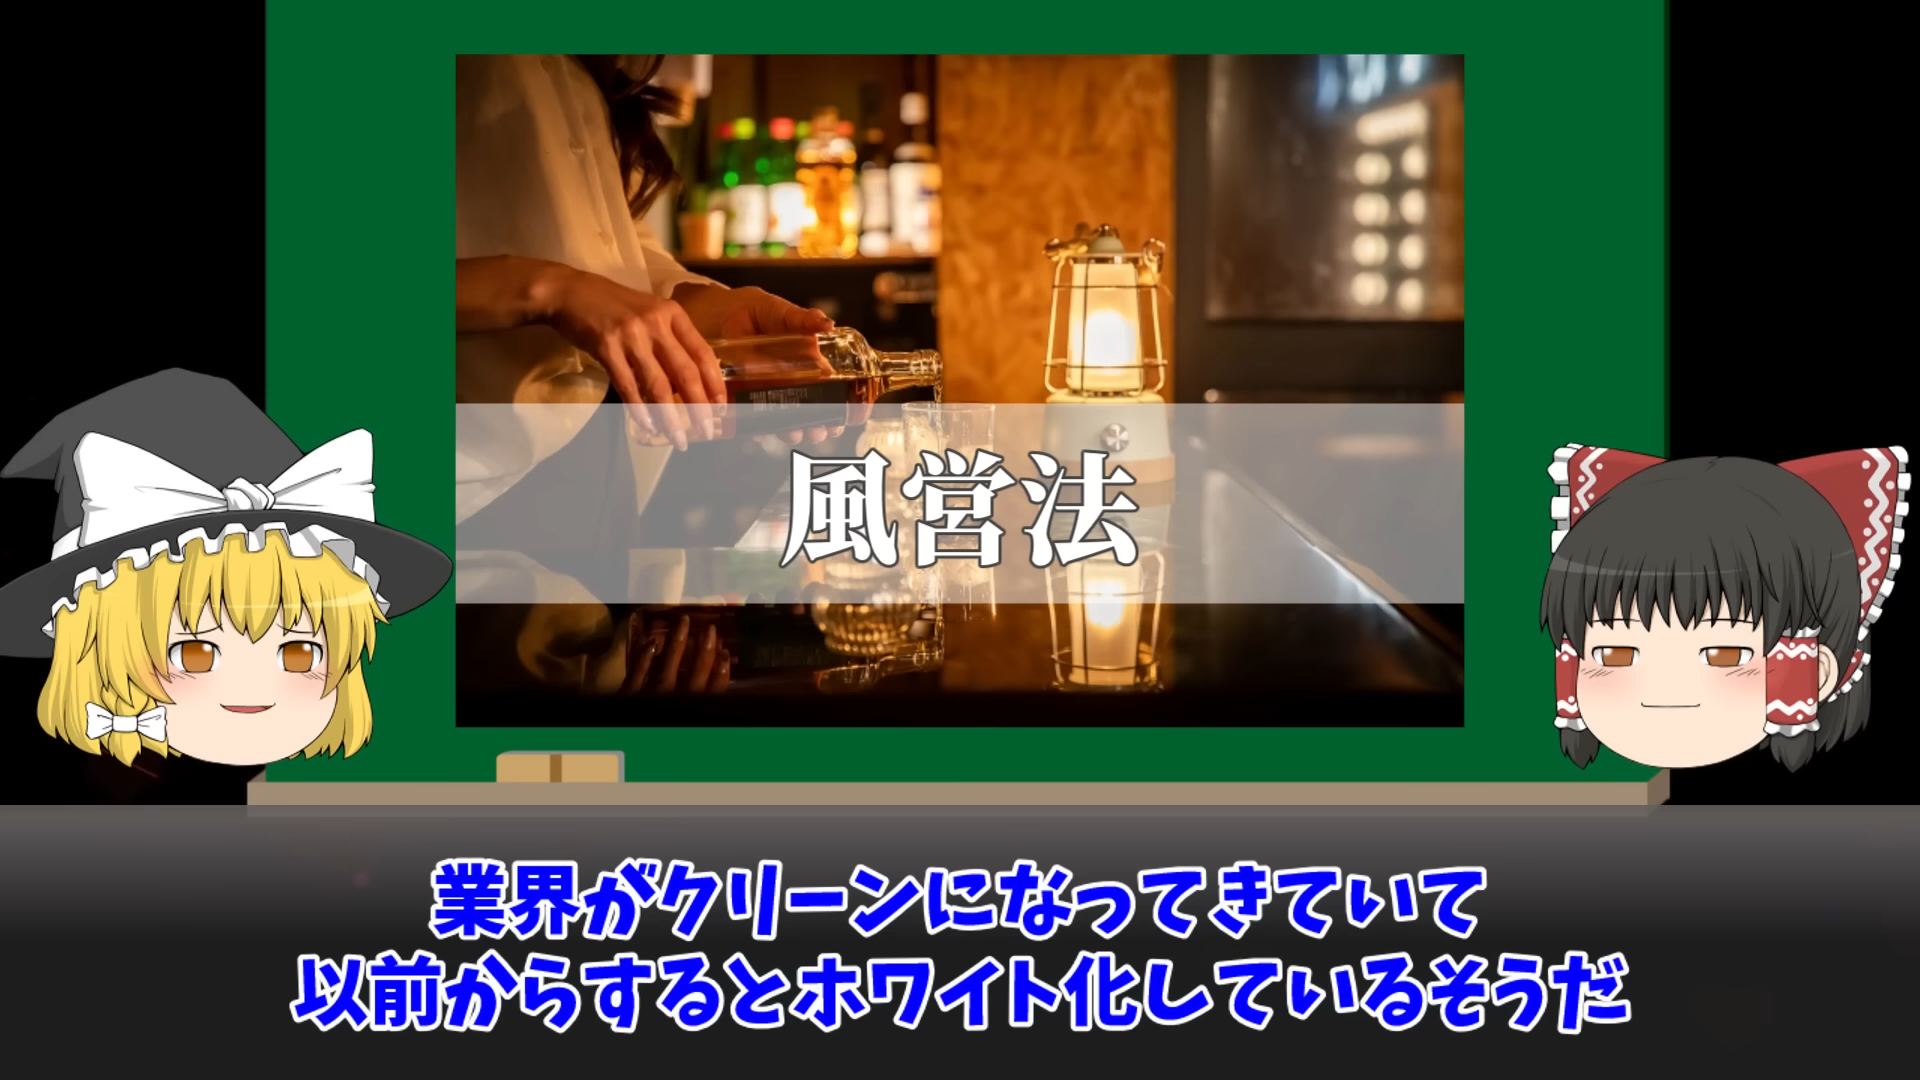 風営法
業界がクリーンになってきていて
以前からするとホワイト化しているそうだ